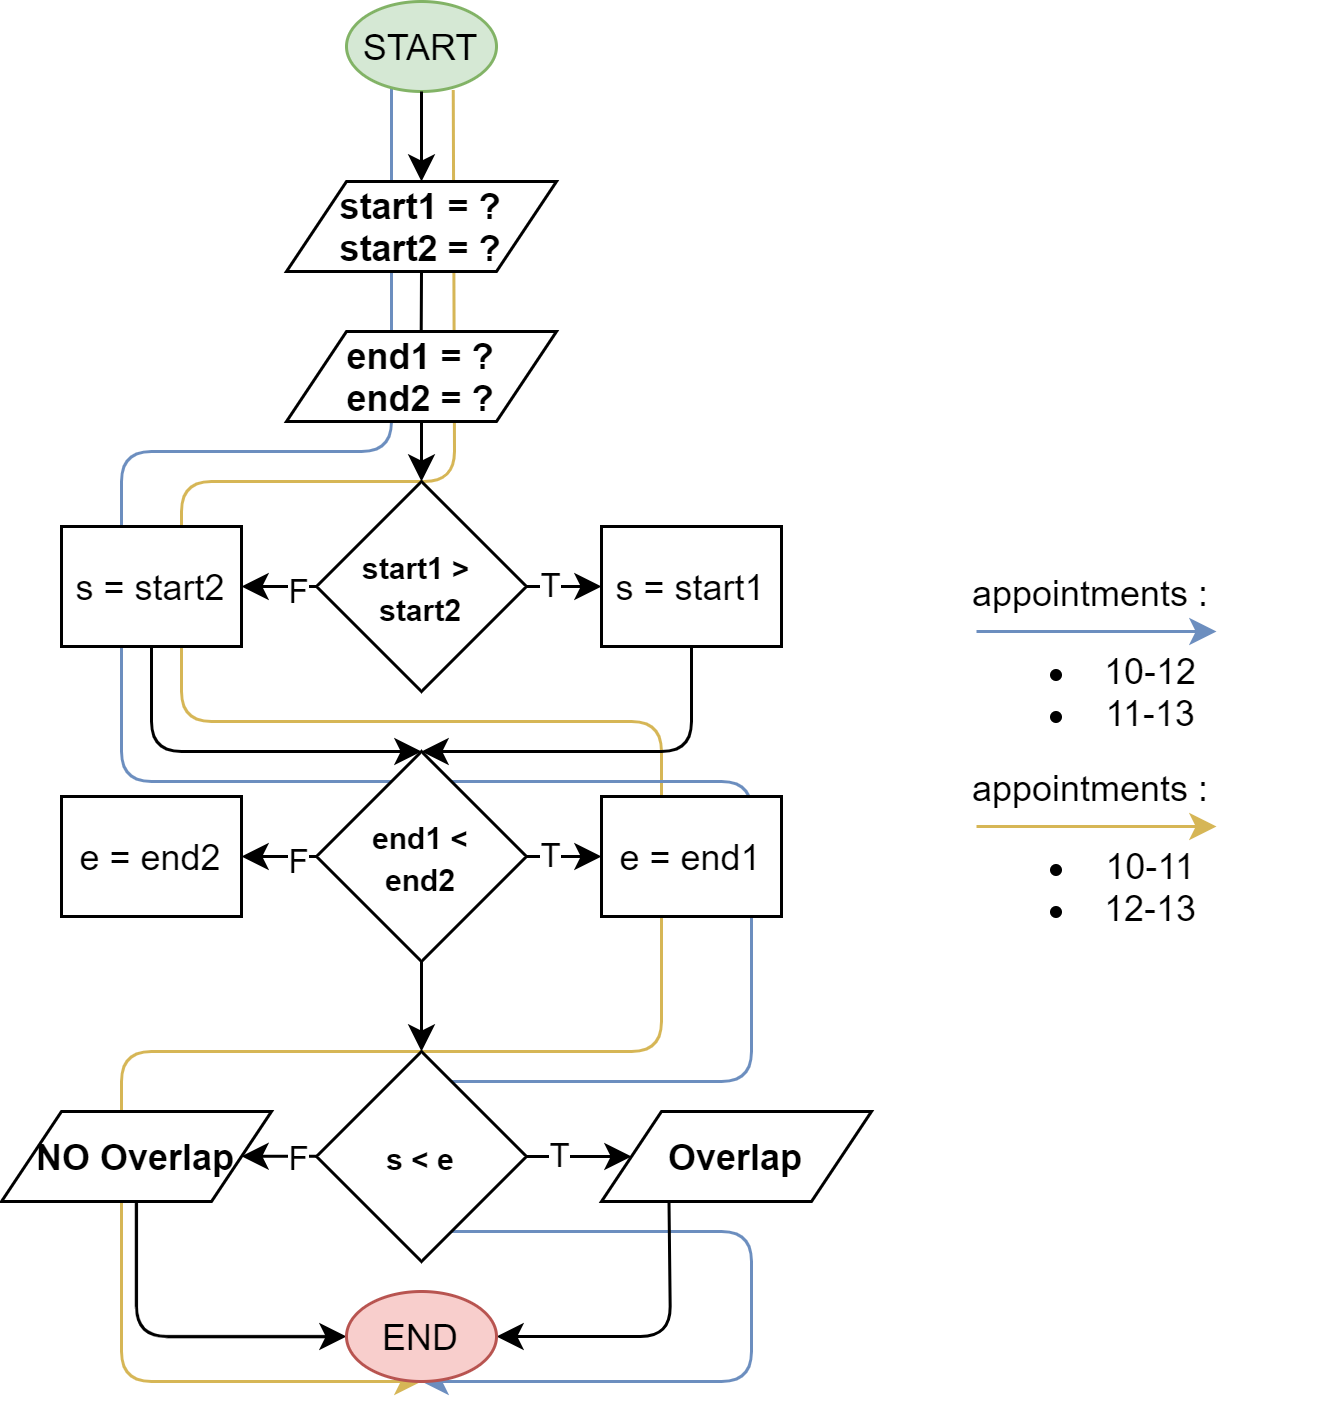 START
start1 = ?
start2 = ?
end1 = ?
end2 = ?
start1 >
start2
F
T
s = start2
s = start1
end1 <
end2
F
T
e = end2
e = end1
s < e
F
T
NO Overlap
Overlap
END
appointments :
• 10-12
• 11-13
appointments :
• 10-11
• 12-13